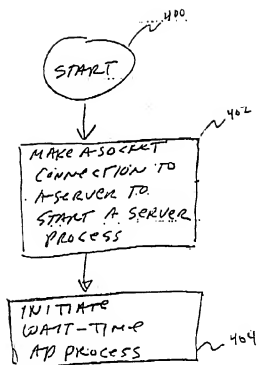 400
START
402
MAKE A SOCKET
CONNECTION TO
A SERVER TO
START A SERVER
PROCESS
INITIATE
WAIT-TIME
AD PROCESS
404